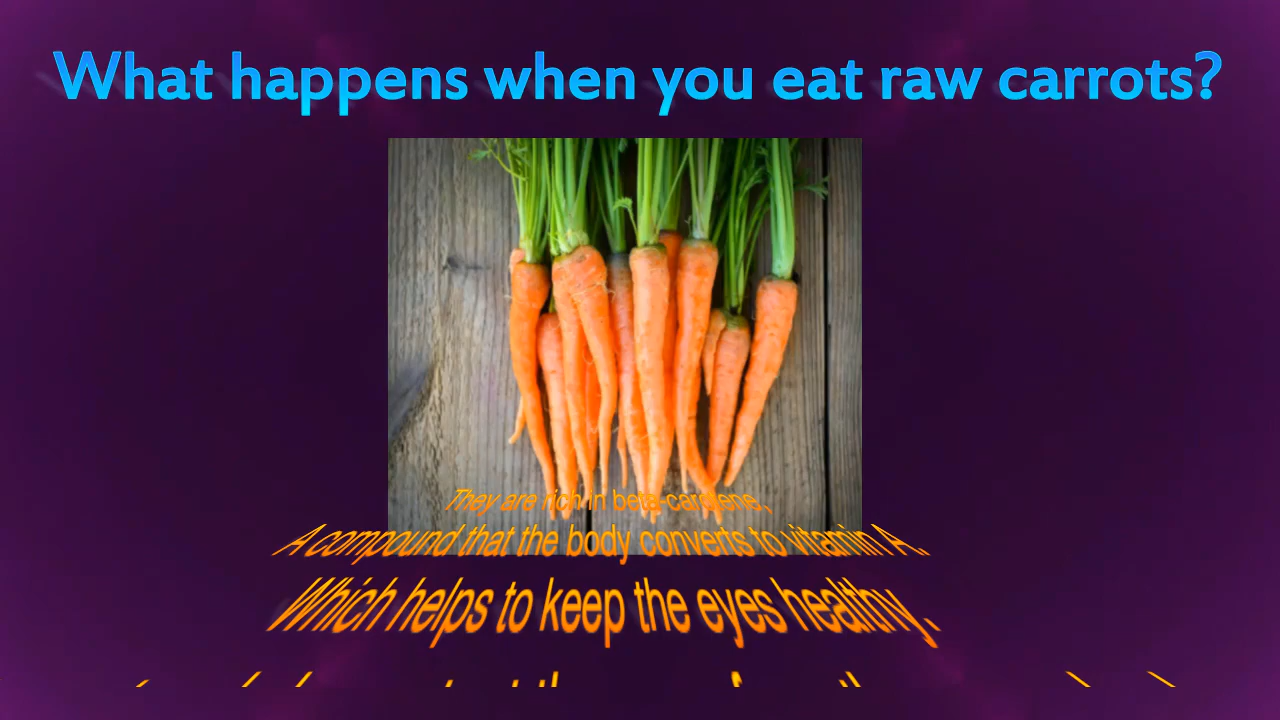 What happens when you eat raw carrots?
They are rich in beta-carotene,
A compound that the body converts to vitamin A,
Which helps to keep the eyes healthy.